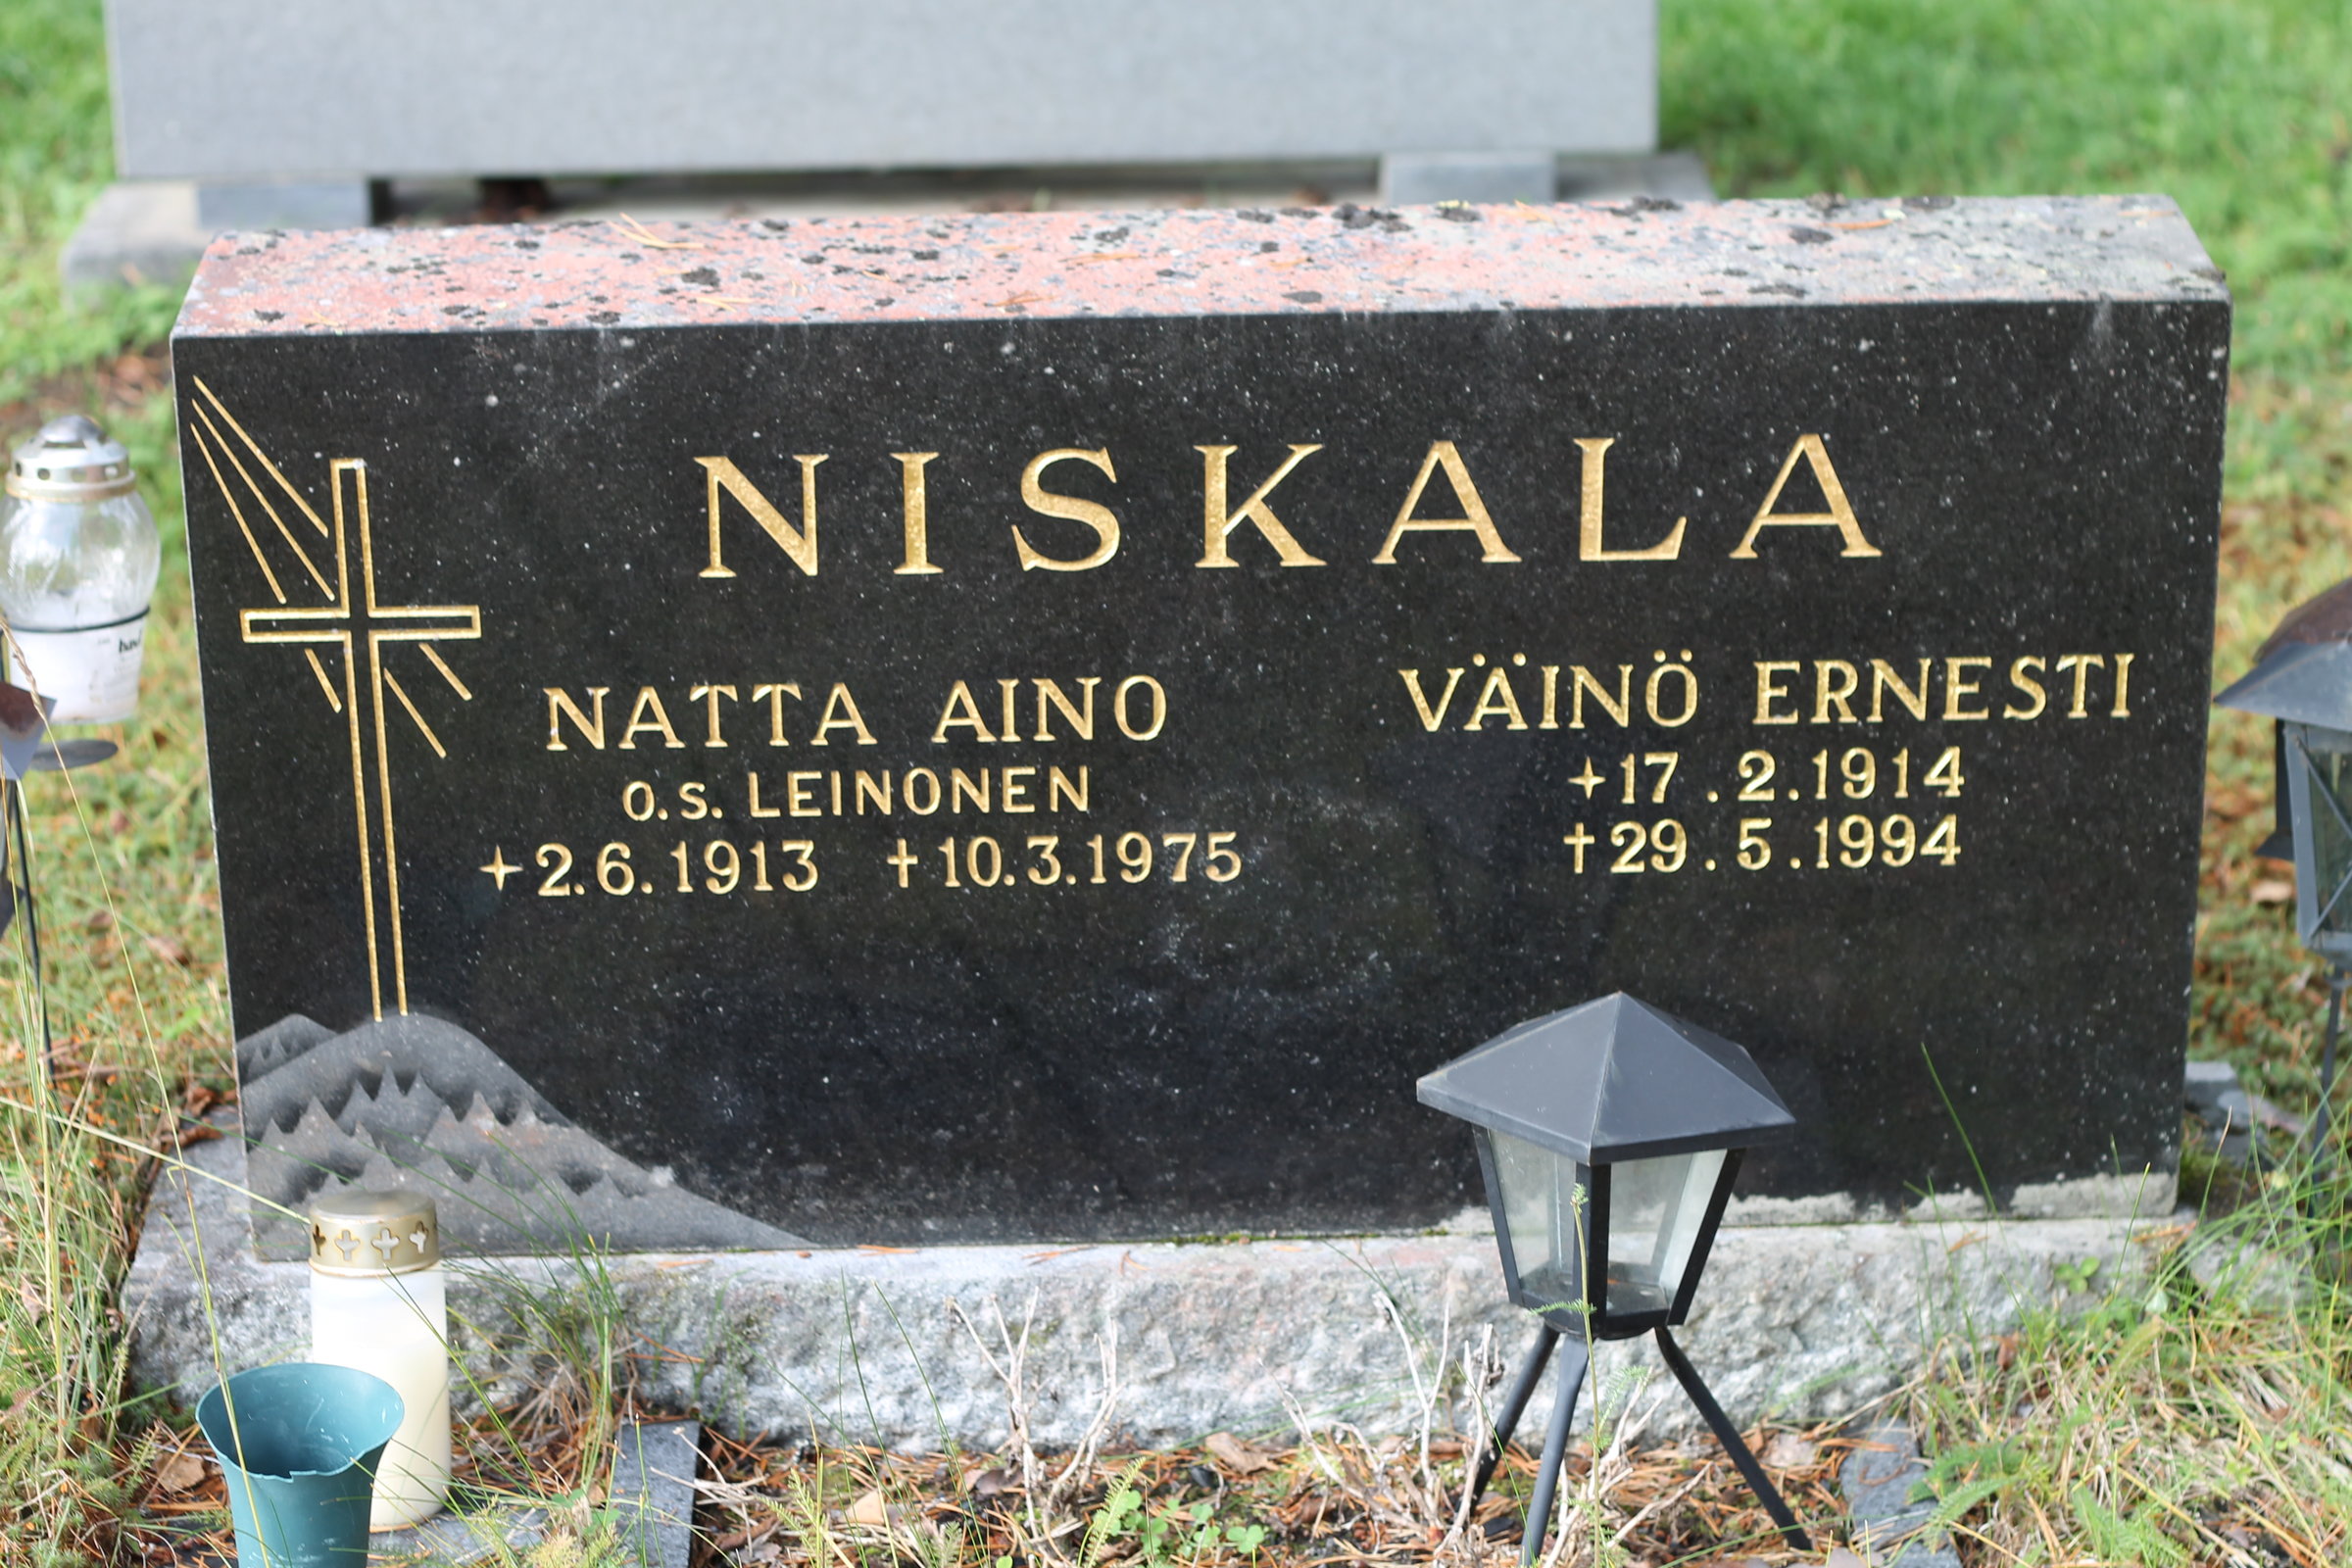 NISKALA
NATTA AINO
O.S. LEINONEN
+2.6.1913 †10.3.1975
VÄINÖ ERNESTI
+17.2.1914
†29.5.1994